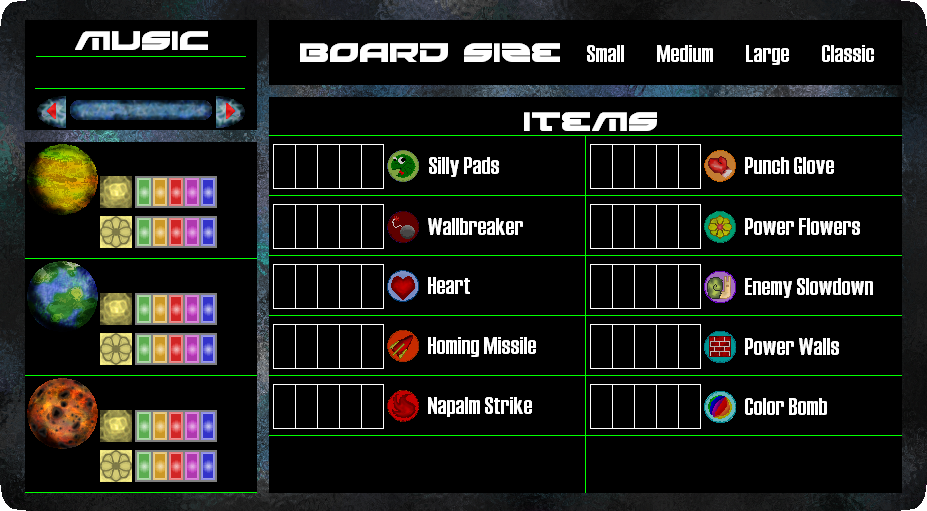 MUSIC
BOARD SIZE Small Medium Large Classic
ITEMS
Silly Pads
Punch Glove
Wallbreaker
Power Flowers
Heart
Enemy Slowdown
Homing Missile
Power Walls
Napalm Strike
Color Bomb